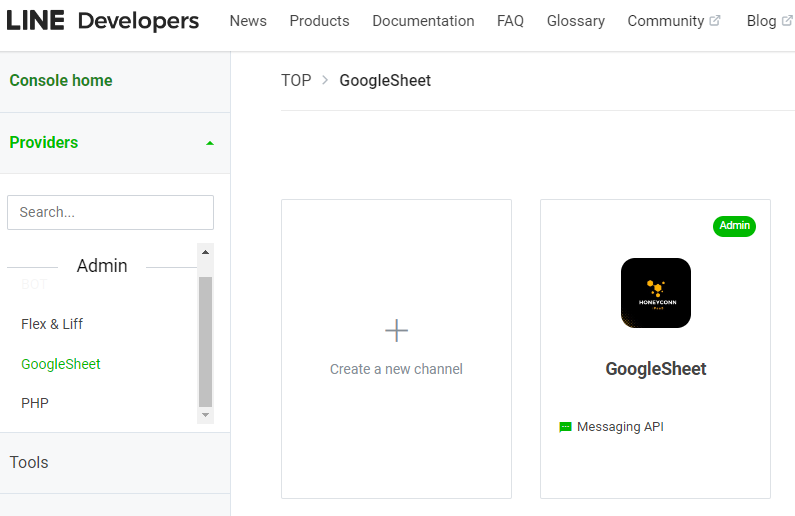 LINE Developers
News Products Documentation FAQ Glossary Community Blog
Console home
Providers
Search...
Admin
BOT
Flex & Liff
GoogleSheet
PHP
Tools
TOP > GoogleSheet
Create a new channel
Admin
HONEYCONN
GoogleSheet
Messaging API